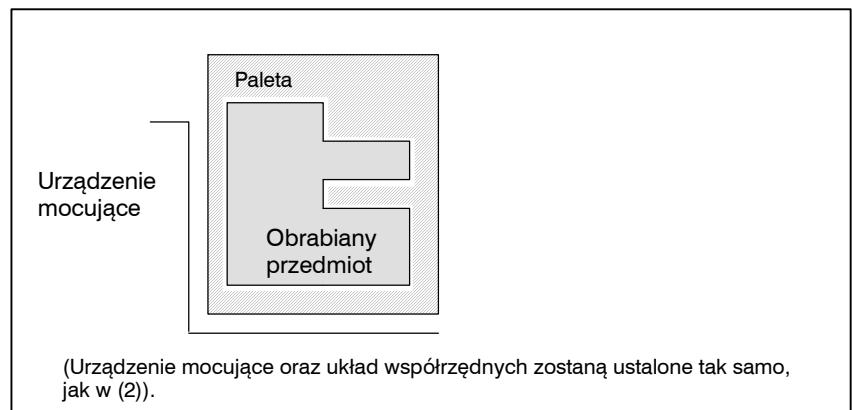 Paleta
Urządzenie
mocujące
Obrabiany
przedmiot
(Urządzenie mocujące oraz układ współrzędnych zostaną ustalone tak samo,
jak w (2)).